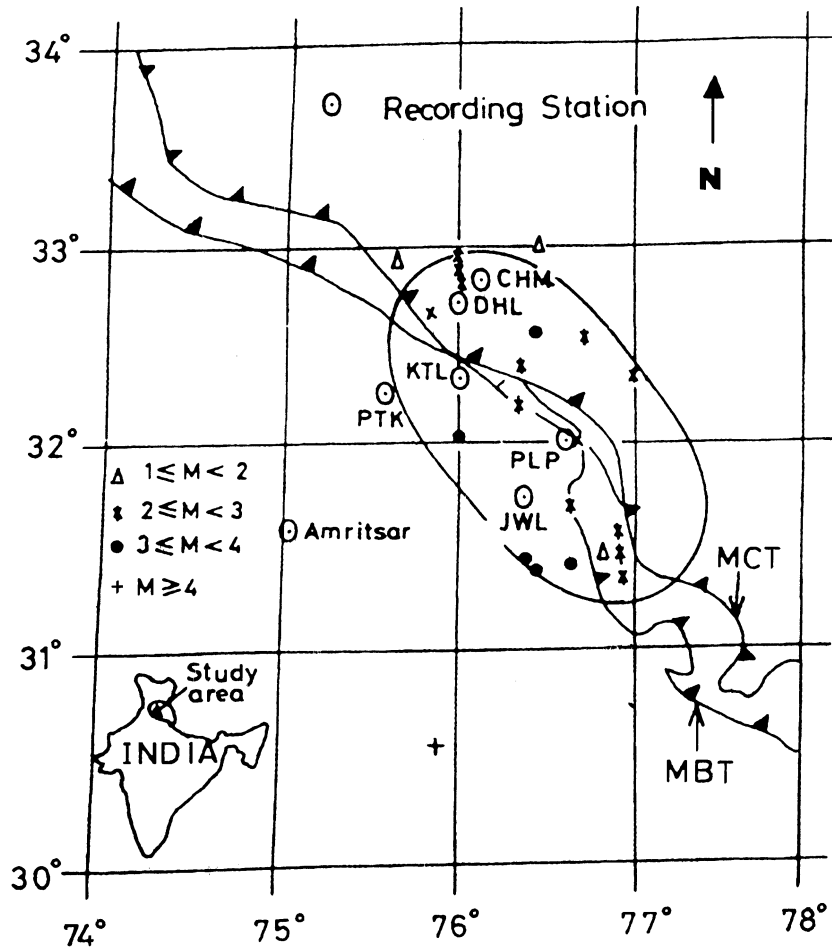 34°
Recording Station
N
33°
CHM
DHL
KTL
PTK
32°
PLP
1≤M<2
JWL
2≤M<3
Amritsar
3≤M<4
MCT
+ M≥4
31°
Study
area
INDIA
MBT
30°
74° 75° 76° 77° 78°